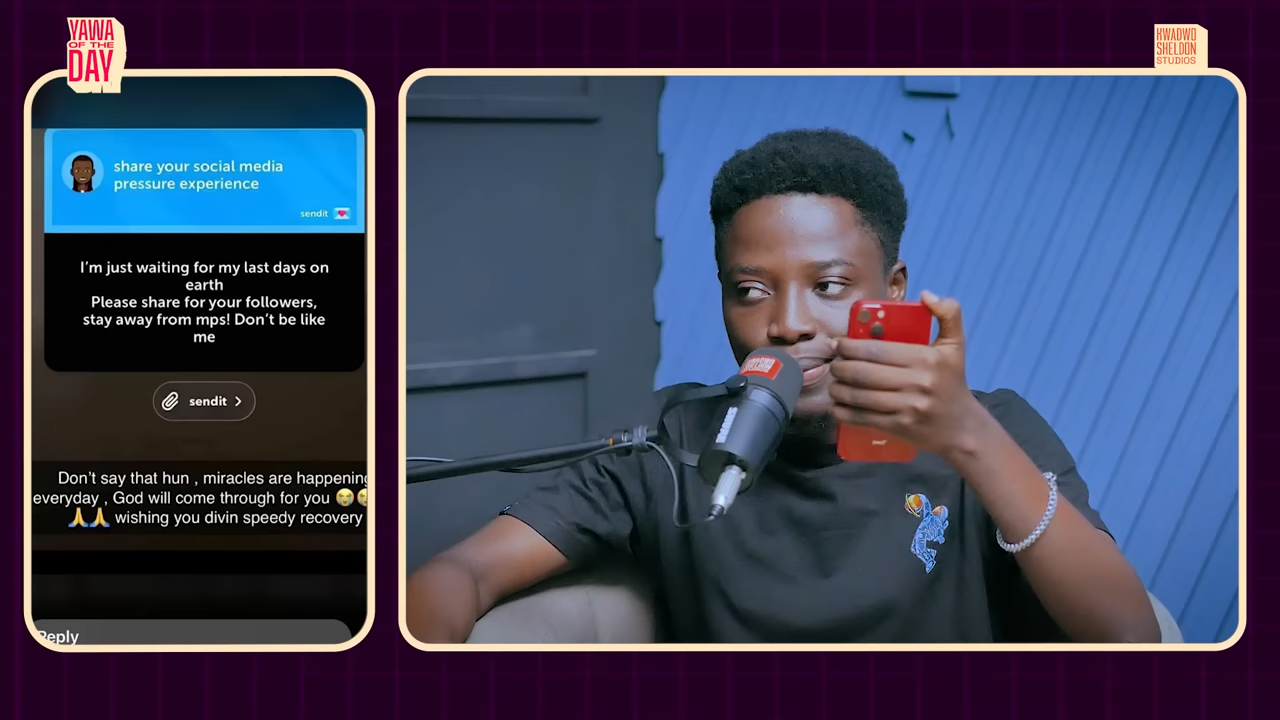 YAWA
OF THE
DAY
KWADWO
SHELDON
STUDIOS
share your social media
pressure experience
sendit
I'm just waiting for my last days on
earth
Please share for your followers,
stay away from mps! Don't be like
me
sendit
Don't say that hun , miracles are happening
everyday , God will come through for you 😭
🙏🙏 wishing you divin speedy recovery
Reply
KWADWO
SHELDON